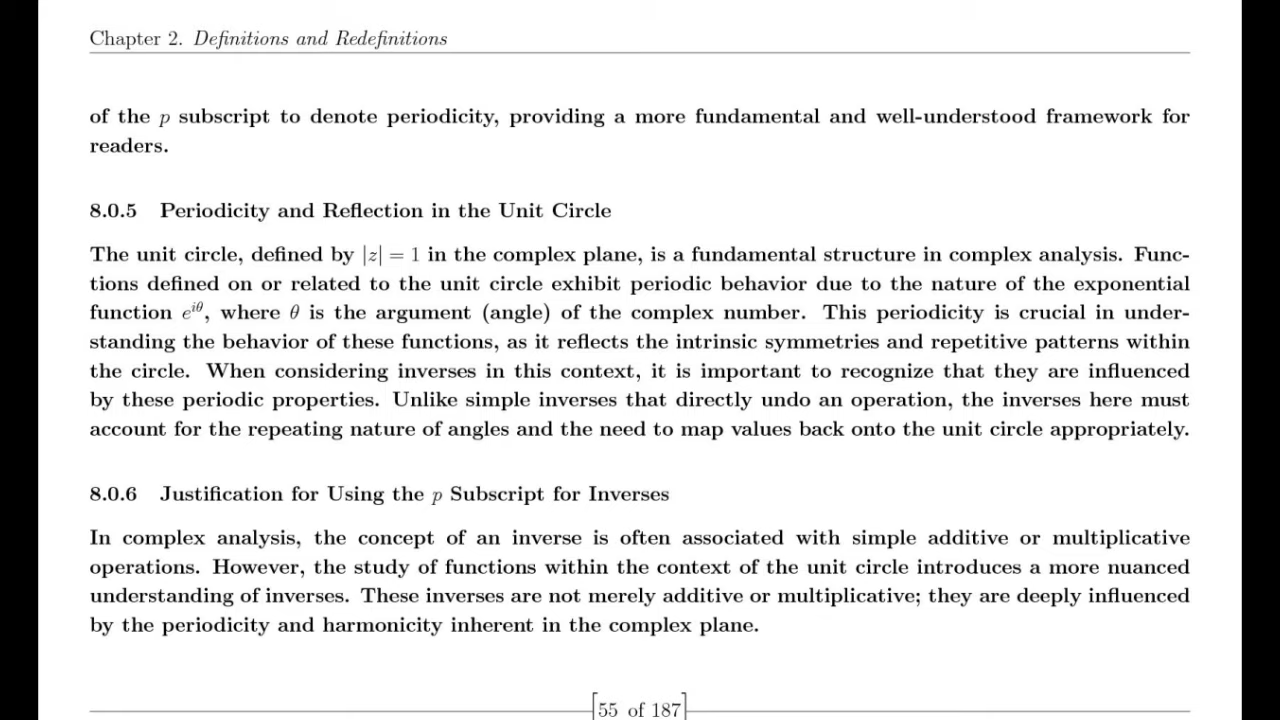 Chapter 2. Definitions and Redefinitions
of the p subscript to denote periodicity, providing a more fundamental and well-understood framework for
readers.
8.0.5 Periodicity and Reflection in the Unit Circle
The unit circle, defined by |z| = 1 in the complex plane, is a fundamental structure in complex analysis. Func-
tions defined on or related to the unit circle exhibit periodic behavior due to the nature of the exponential
function e^{iθ}, where θ is the argument (angle) of the complex number. This periodicity is crucial in under-
standing the behavior of these functions, as it reflects the intrinsic symmetries and repetitive patterns within
the circle. When considering inverses in this context, it is important to recognize that they are influenced
by these periodic properties. Unlike simple inverses that directly undo an operation, the inverses here must
account for the repeating nature of angles and the need to map values back onto the unit circle appropriately.
8.0.6 Justification for Using the p Subscript for Inverses
In complex analysis, the concept of an inverse is often associated with simple additive or multiplicative
operations. However, the study of functions within the context of the unit circle introduces a more nuanced
understanding of inverses. These inverses are not merely additive or multiplicative; they are deeply influenced
by the periodicity and harmonicity inherent in the complex plane.
[55 of 187]